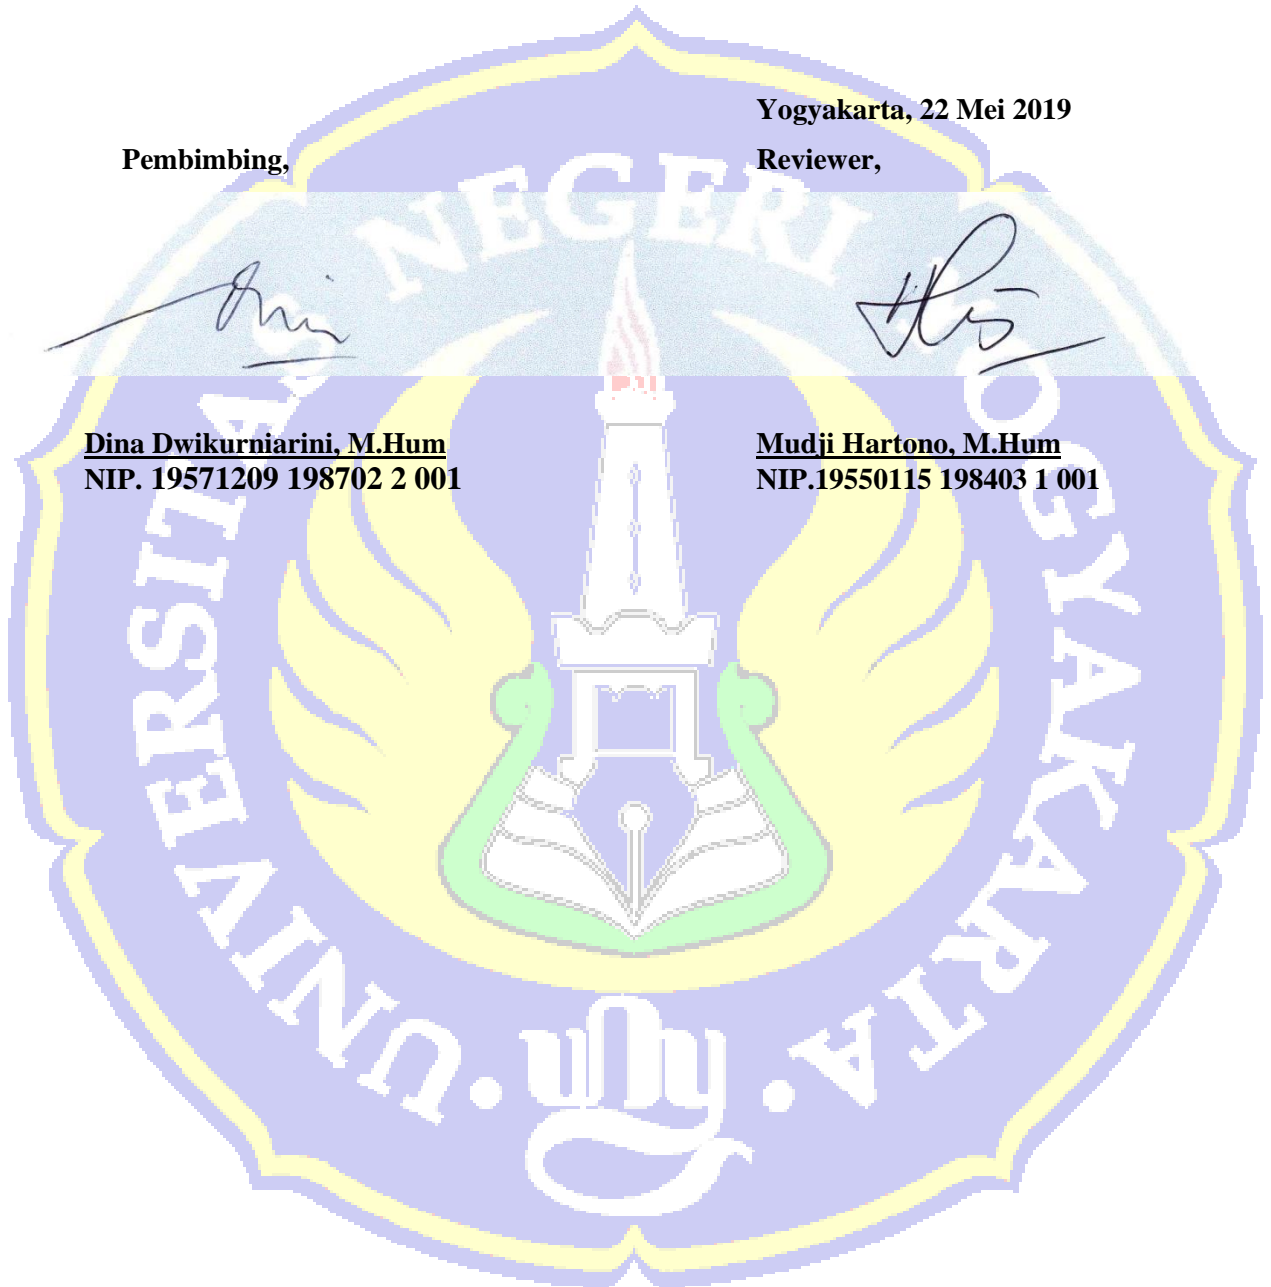 Yogyakarta, 22 Mei 2019
Pembimbing,
Reviewer,
Dina Dwikurniarini, M.Hum
NIP. 19571209 198702 2 001
Mudji Hartono, M.Hum
NIP.19550115 198403 1 001
UNIVERSITAS NEGERI YOGYAKARTA
uny